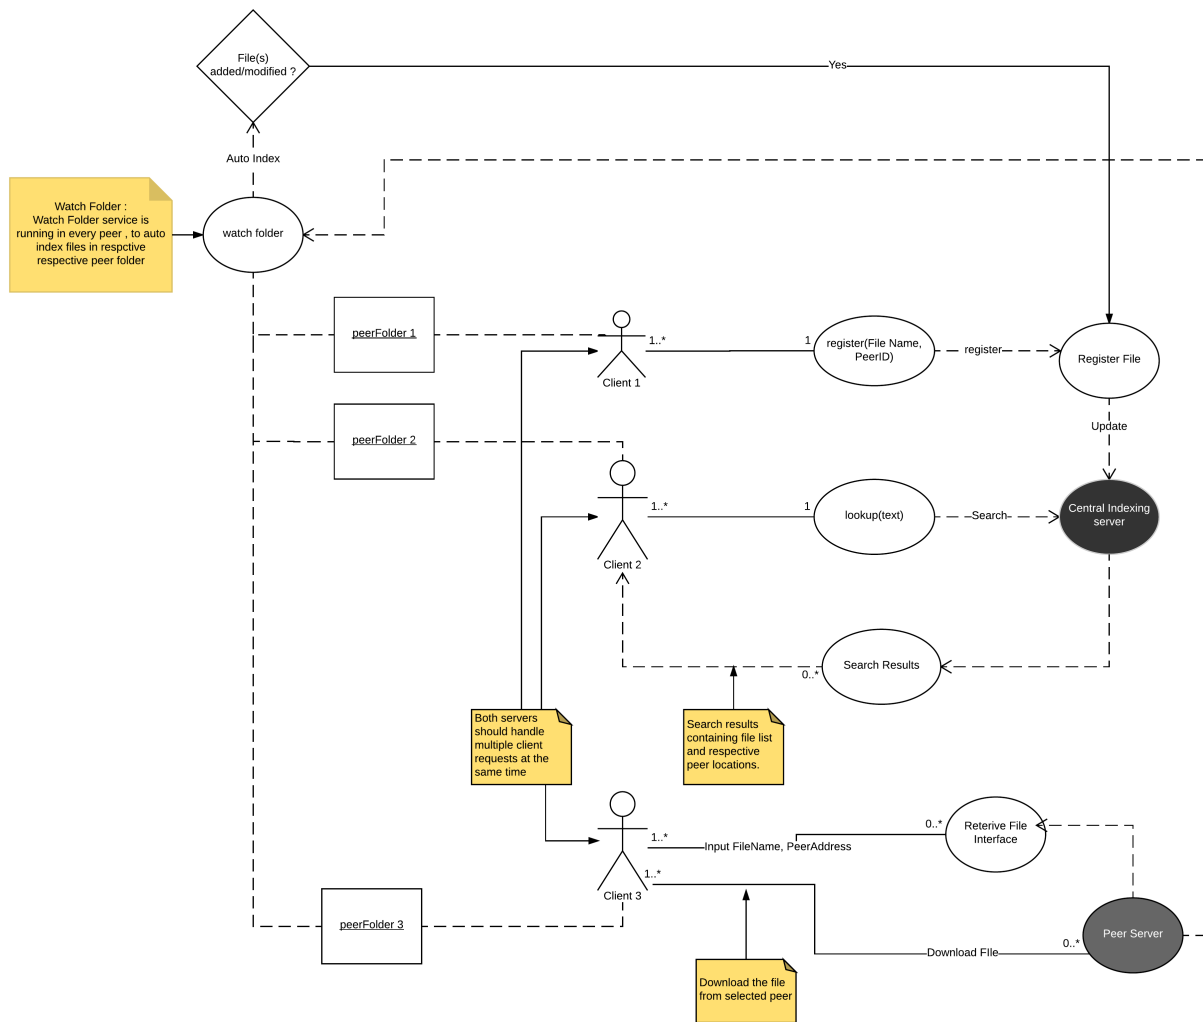 File(s)
added/modified ?
Yes
Auto Index
Watch Folder :
Watch Folder service is
running in every peer , to auto
index files in respctive
respective peer folder
watch folder
peerFolder 1
1..*
1
register(File Name,
PeerID)
register
Register File
Client 1
Update
peerFolder 2
1..*
1
lookup(text)
Search
Central Indexing
server
Client 2
Search Results
0..*
Both servers
should handle
multiple client
requests at the
same time
Search results
containing file list
and respective
peer locations.
1..*
Input FileName, PeerAddress
0..*
Reterive File
Interface
1..*
Client 3
peerFolder 3
Peer Server
0..*
Download FIle
Download the file
from selected peer